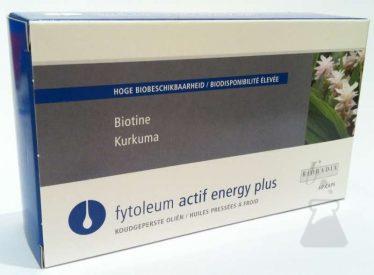 HOGE BIOBESCHIKBAARHEID / BIODISPONIBILITÉ ÉLEVÉE
Biotine
Kurkuma
fytoleum actif energy plus
KOUDGEPERSTE OLIËN / HUILES PRESSÉES À FROID